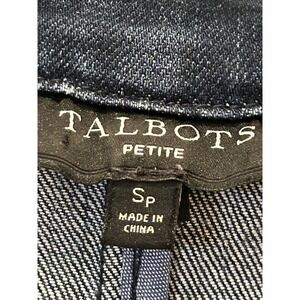 TALBOTS
PETITE
SP
MADE IN
CHINA